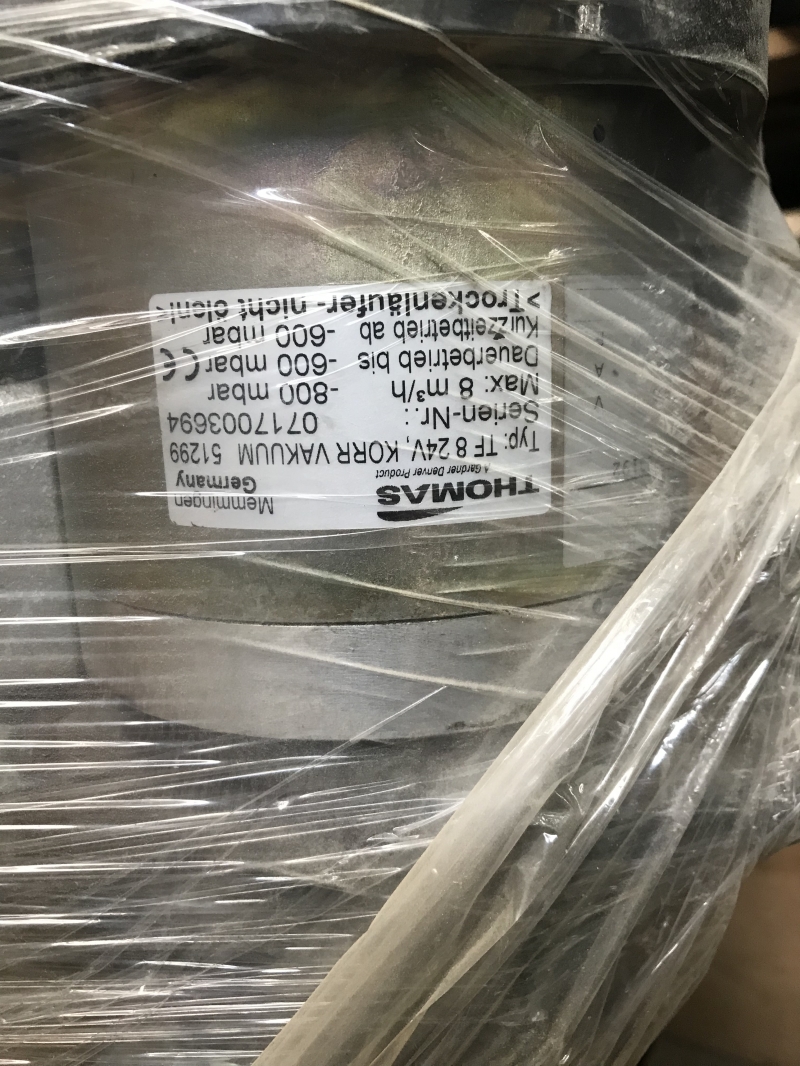 THOMAS
A Gardner Denver Product
Memmingen
Germany
Typ: TF 8 24V, KORR VAKUUM 51299
Serien-Nr.: 0717003694
Max: 8 m³/h -800 mbar
Dauerbetrieb bis -600 mbar CE
Kurzzeitbetrieb ab -600 mbar
>Trockenläufer - nicht ölen!<
V
A